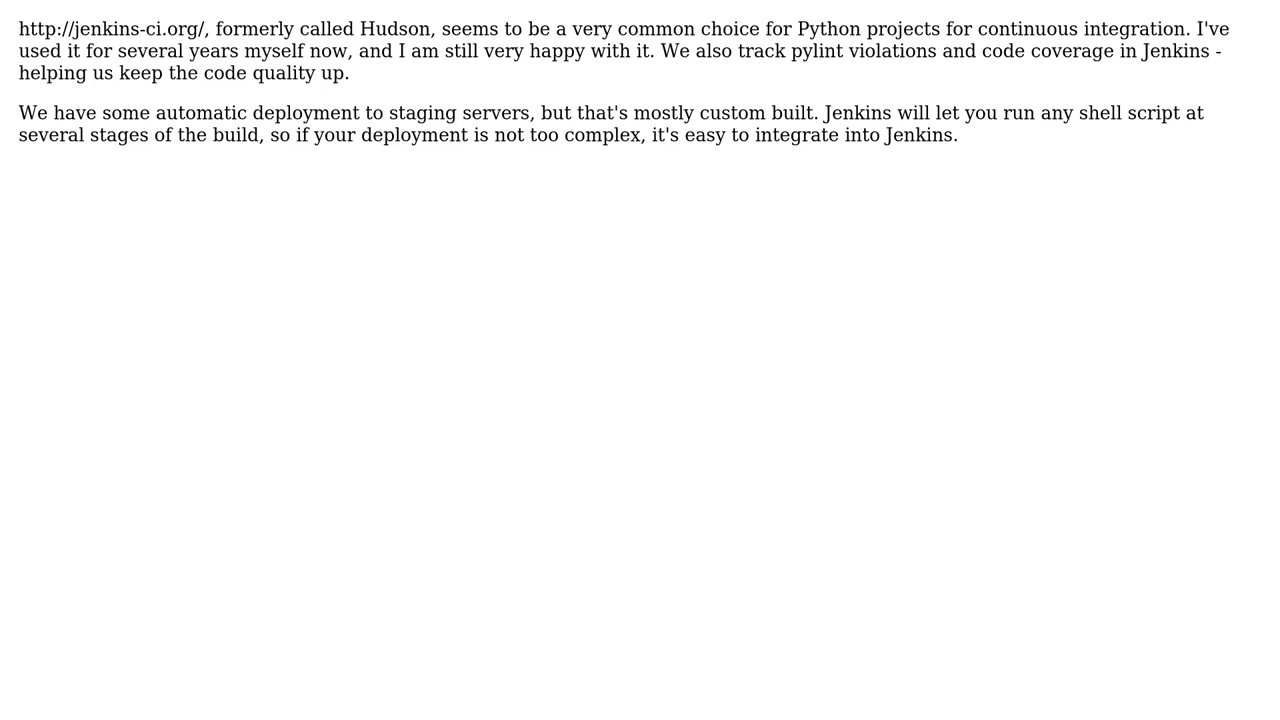 http://jenkins-ci.org/, formerly called Hudson, seems to be a very common choice for Python projects for continuous integration. I've
used it for several years myself now, and I am still very happy with it. We also track pylint violations and code coverage in Jenkins -
helping us keep the code quality up.
We have some automatic deployment to staging servers, but that's mostly custom built. Jenkins will let you run any shell script at
several stages of the build, so if your deployment is not too complex, it's easy to integrate into Jenkins.